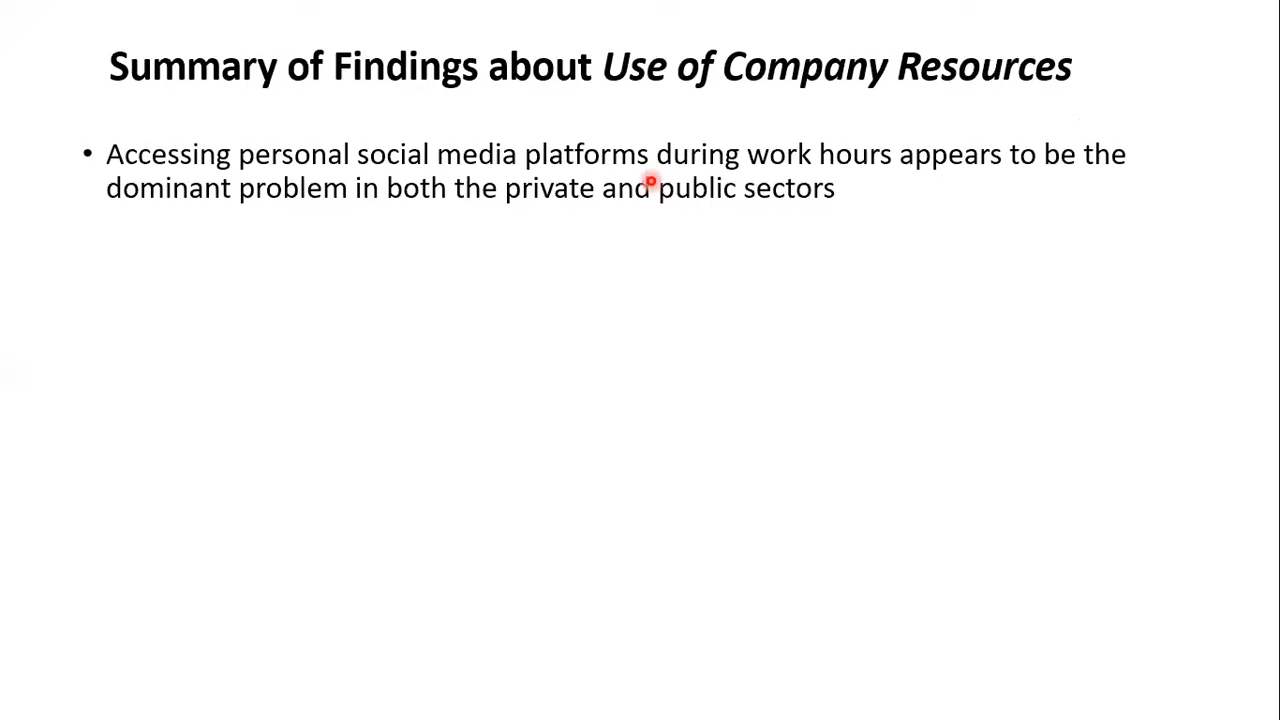 Summary of Findings about Use of Company Resources
• Accessing personal social media platforms during work hours appears to be the
dominant problem in both the private and public sectors